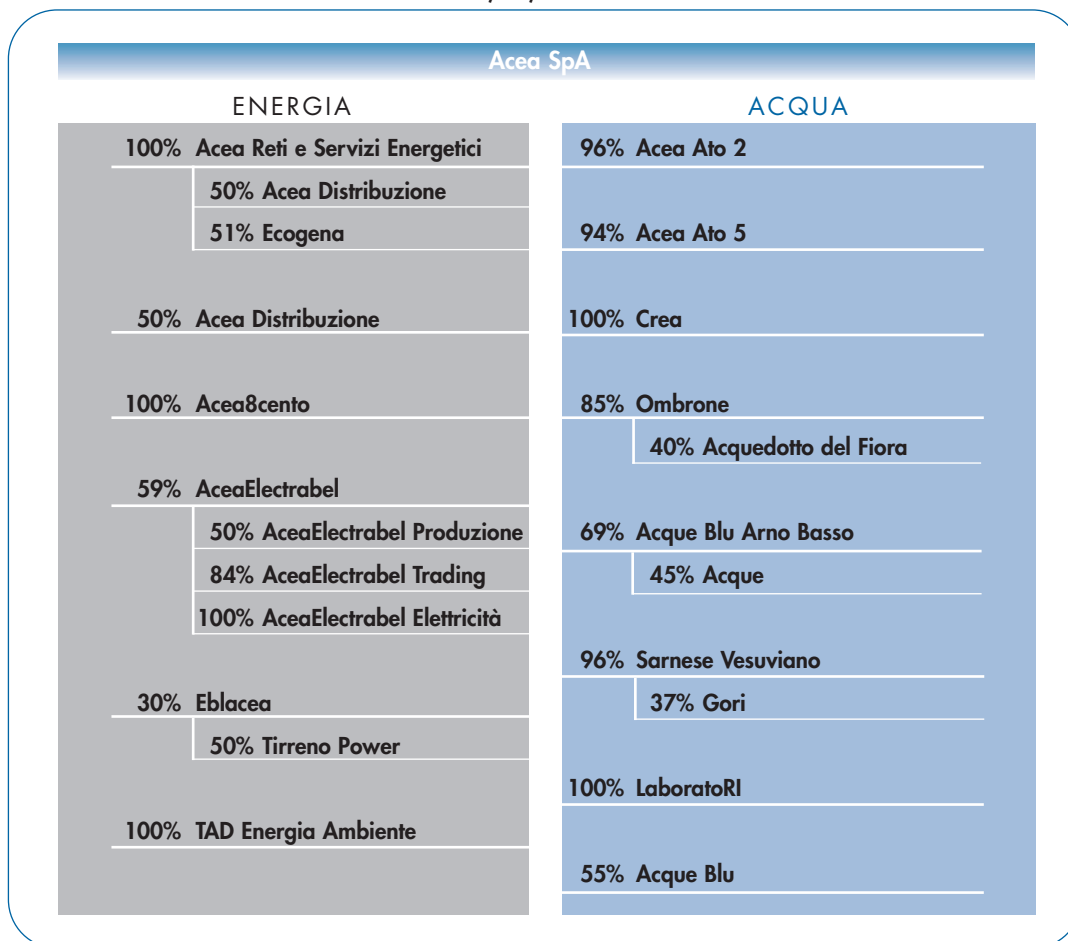 Acea SpA
ENERGIA
100% Acea Reti e Servizi Energetici
50% Acea Distribuzione
51% Ecogena
50% Acea Distribuzione
100% Acea8cento
59% AceaElectrabel
50% AceaElectrabel Produzione
84% AceaElectrabel Trading
100% AceaElectrabel Elettricità
30% Eblacea
50% Tirreno Power
100% TAD Energia Ambiente
ACQUA
96% Acea Ato 2
94% Acea Ato 5
100% Crea
85% Ombrone
40% Acquedotto del Fiora
69% Acque Blu Arno Basso
45% Acque
96% Sarnese Vesuviano
37% Gori
100% LaboratoRI
55% Acque Blu